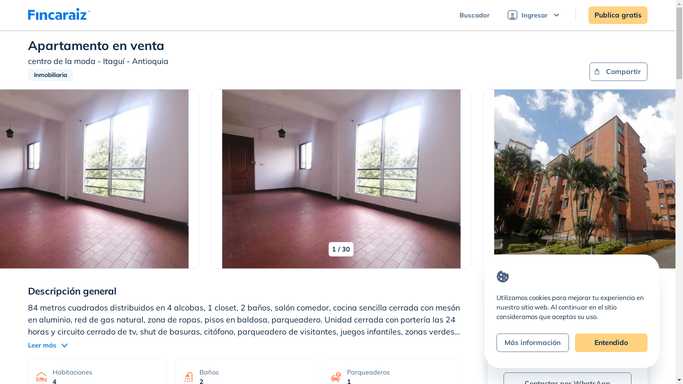 Fincaraiz
Buscador
Ingresar
Publica gratis
Apartamento en venta
centro de la moda - Itaguí - Antioquia
Inmobiliaria
Compartir
1 / 30
Descripción general
84 metros cuadrados distribuidos en 4 alcobas, 1 closet, 2 baños, salón comedor, cocina sencilla cerrada con mesón
en aluminio, red de gas natural, zona de ropas, pisos en baldosa, parqueadero. Unidad cerrada con portería las 24
horas y circuito cerrado de tv, shut de basuras, citófono, parqueadero de visitantes, juegos infantiles, zonas verdes...
Leer más
Habitaciones
4
Baños
2
Parqueaderos
1
Utilizamos cookies para mejorar tu experiencia en
nuestro sitio web. Al continuar en el sitio
consideramos que aceptas su uso.
Más información
Entendido
Contactar por WhatsApp